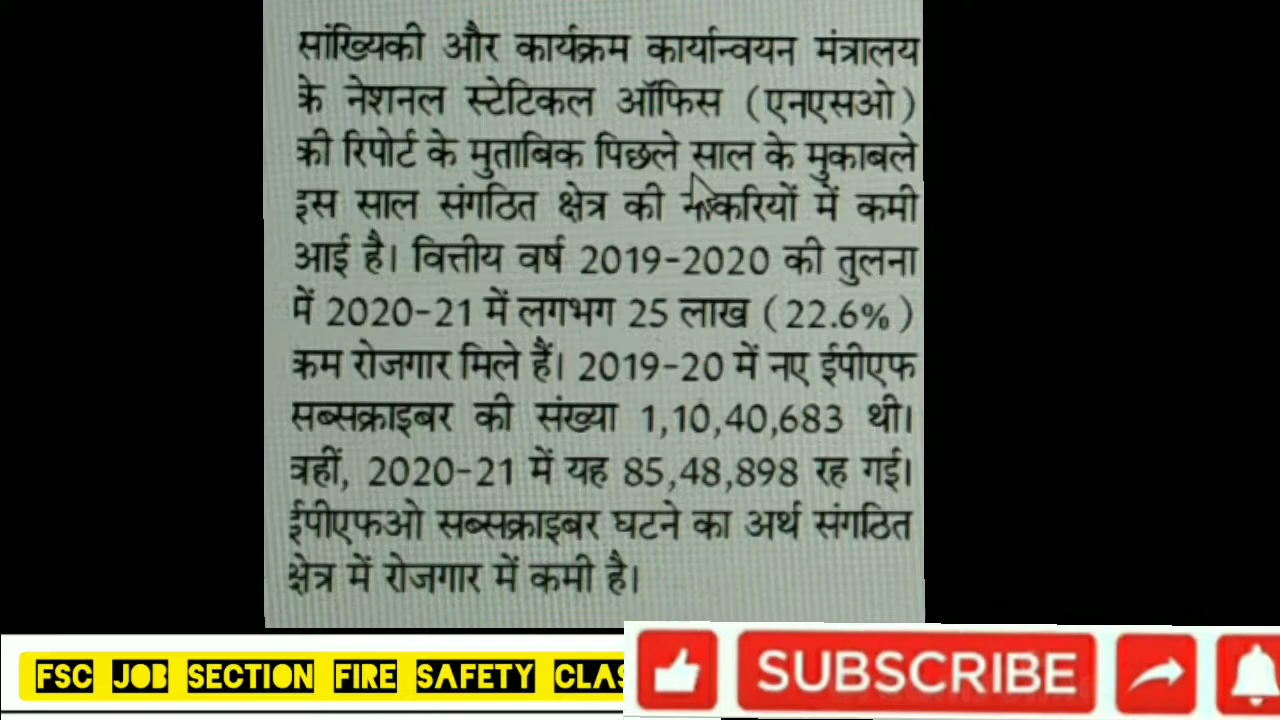 सांख्यिकी और कार्यक्रम कार्यान्वयन मंत्रालय
के नेशनल स्टेटिकल ऑफिस (एनएसओ)
की रिपोर्ट के मुताबिक पिछले साल के मुकाबले
इस साल संगठित क्षेत्र की नौकरियों में कमी
आई है। वित्तीय वर्ष 2019-2020 की तुलना
में 2020-21 में लगभग 25 लाख (22.6%)
कम रोजगार मिले हैं। 2019-20 में नए ईपीएफ
सब्सक्राइबर की संख्या 1,10,40,683 थी।
वहीं, 2020-21 में यह 85,48,898 रह गई।
ईपीएफओ सब्सक्राइबर घटने का अर्थ संगठित
क्षेत्र में रोजगार में कमी है।
FSC JOB SECTION FIRE SAFETY CLAS
SUBSCRIBE